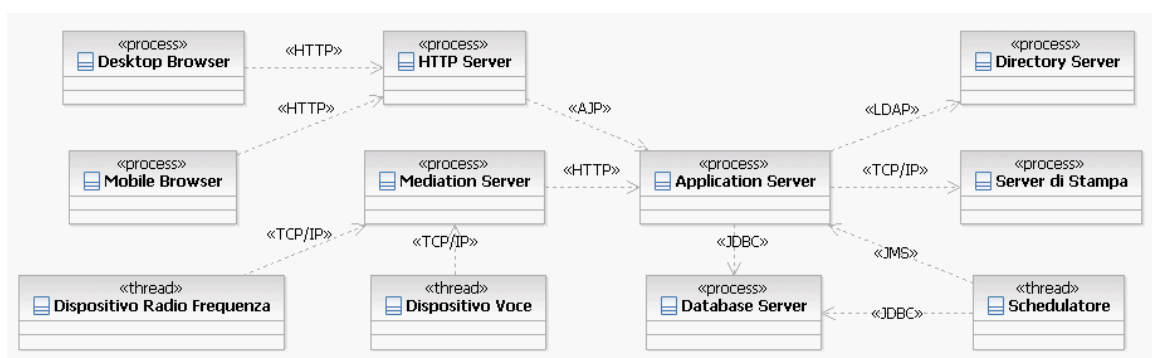 «process»
Desktop Browser
«HTTP»
«process»
HTTP Server
«process»
Directory Server
«HTTP»
«AJP»
«LDAP»
«process»
Mobile Browser
«process»
Mediation Server
«HTTP»
«process»
Application Server
«TCP/IP»
«process»
Server di Stampa
«TCP/IP»
«TCP/IP»
«JDBC»
«JMS»
«thread»
Dispositivo Radio Frequenza
«thread»
Dispositivo Voce
«process»
Database Server
«JDBC»
«thread»
Schedulatore